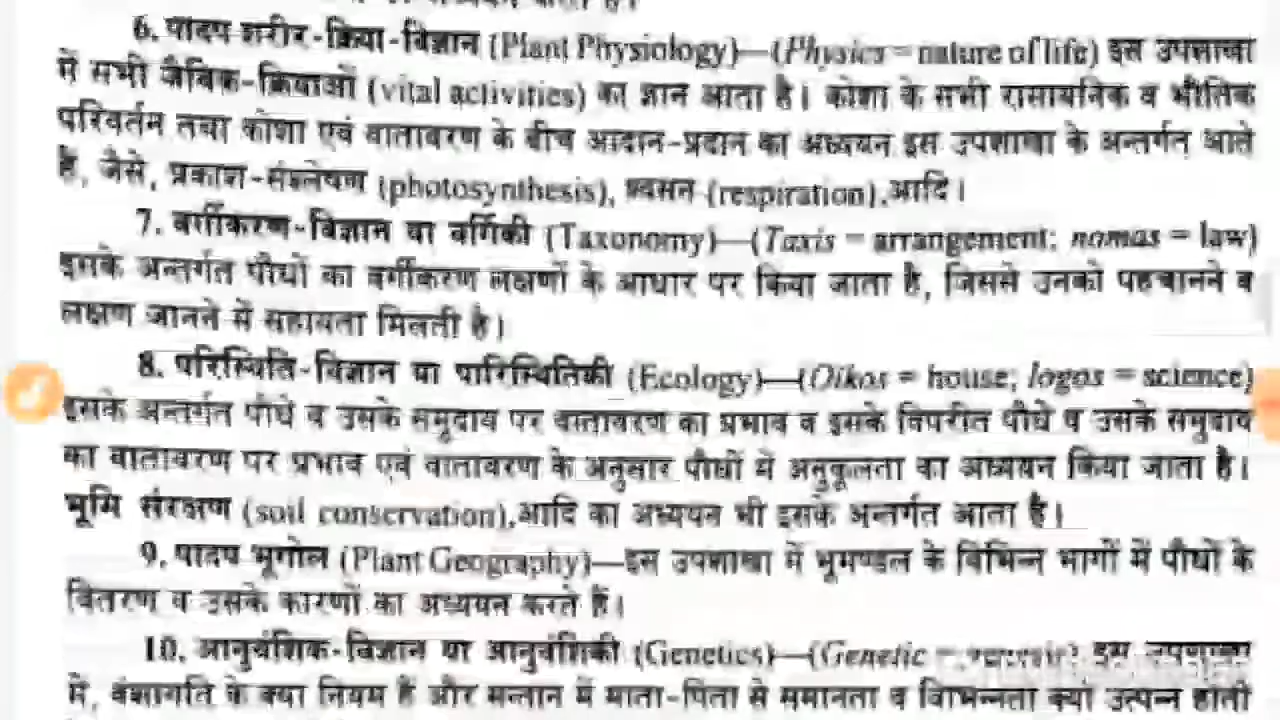 6. पादप शरीर-क्रिया-विज्ञान (Plant Physiology)—(Physics = nature of life) इस उपशाखा
में सभी जैविक-क्रियाओं (vital activities) का ज्ञान आता है। कोशा के सभी रासायनिक व भौतिक
परिवर्तन तथा कोशा एवं वातावरण के बीच आदान-प्रदान का अध्ययन इस उपशाखा के अन्तर्गत आते
हैं, जैसे, प्रकाश-संश्लेषण (photosynthesis), श्वसन (respiration),आदि।
7. वर्गीकरण-विज्ञान या वर्गिकी (Taxonomy)—(Taxis = arrangement; nomas = law)
इसके अन्तर्गत पौधों का वर्गीकरण लक्षणों के आधार पर किया जाता है, जिससे उनको पहचानने व
लक्षण जानने में सहायता मिलती है।
8. परिस्थिति-विज्ञान या पारिस्थितिकी (Ecology)—(Oikos = house; logos = science)
इसके अन्तर्गत पौधे व उसके समुदाय पर वातावरण का प्रभाव व इसके विपरीत पौधे व उसके समुदाय
का वातावरण पर प्रभाव एवं वातावरण के अनुसार पौधों में अनुकूलता का अध्ययन किया जाता है।
भूमि संरक्षण (soil conservation),आदि का अध्ययन भी इसके अन्तर्गत आता है।
9. पादप भूगोल (Plant Geography)—इस उपशाखा में भूमण्डल के विभिन्न भागों में पौधों के
वितरण व उसके कारणों का अध्ययन करते हैं।
10. आनुवंशिक-विज्ञान या आनुवंशिकी (Genetics)—(Genetic = इस उपशाखा
में, वंशागति के क्या नियम हैं और सन्तान में माता-पिता से समानता व विभिन्नता क्यों उत्पन्न होती